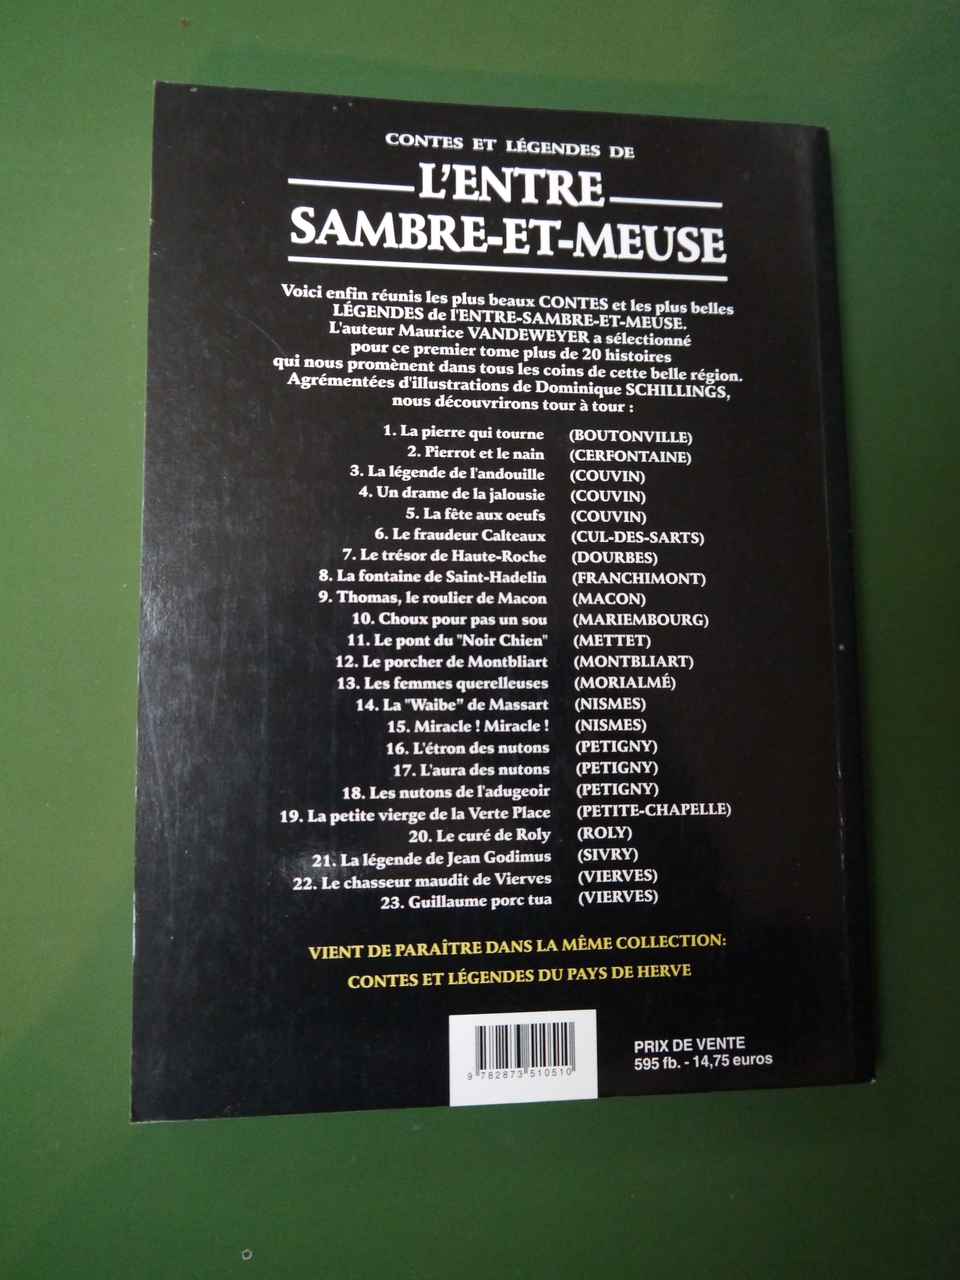 CONTES ET LÉGENDES DE
L'ENTRE
SAMBRE-ET-MEUSE
Voici enfin réunis les plus beaux CONTES et les plus belles
LÉGENDES de l'ENTRE-SAMBRE-ET-MEUSE.
L'auteur Maurice VANDEWEYER a sélectionné
pour ce premier tome plus de 20 histoires
qui nous promènent dans tous les coins de cette belle région.
Agrémentées d'illustrations de Dominique SCHILLINGS,
nous découvrirons tour à tour :
1. La pierre qui tourne (BOUTONVILLE)
2. Pierrot et le nain (CERFONTAINE)
3. La légende de l'andouille (COUVIN)
4. Un drame de la jalousie (COUVIN)
5. La fête aux oeufs (COUVIN)
6. Le fraudeur Calteaux (CUL-DES-SARTS)
7. Le trésor de Haute-Roche (DOURBES)
8. La fontaine de Saint-Hadelin (FRANCHIMONT)
9. Thomas, le roulier de Macon (MACON)
10. Choux pour pas un sou (MARIEMBOURG)
11. Le pont du "Noir Chien" (METTET)
12. Le porcher de Montbliart (MONTBLIART)
13. Les femmes querelleuses (MORIALMÉ)
14. La "Waibe" de Massart (NISMES)
15. Miracle ! Miracle ! (NISMES)
16. L'étron des nutons (PETIGNY)
17. L'aura des nutons (PETIGNY)
18. Les nutons de l'adugeoir (PETIGNY)
19. La petite vierge de la Verte Place (PETITE-CHAPELLE)
20. Le curé de Roly (ROLY)
21. La légende de Jean Godimus (SIVRY)
22. Le chasseur maudit de Vierves (VIERVES)
23. Guillaume porc tua (VIERVES)
VIENT DE PARAÎTRE DANS LA MÊME COLLECTION:
CONTES ET LÉGENDES DU PAYS DE HERVE
9 782873 510510
PRIX DE VENTE
595 fb. - 14,75 euros